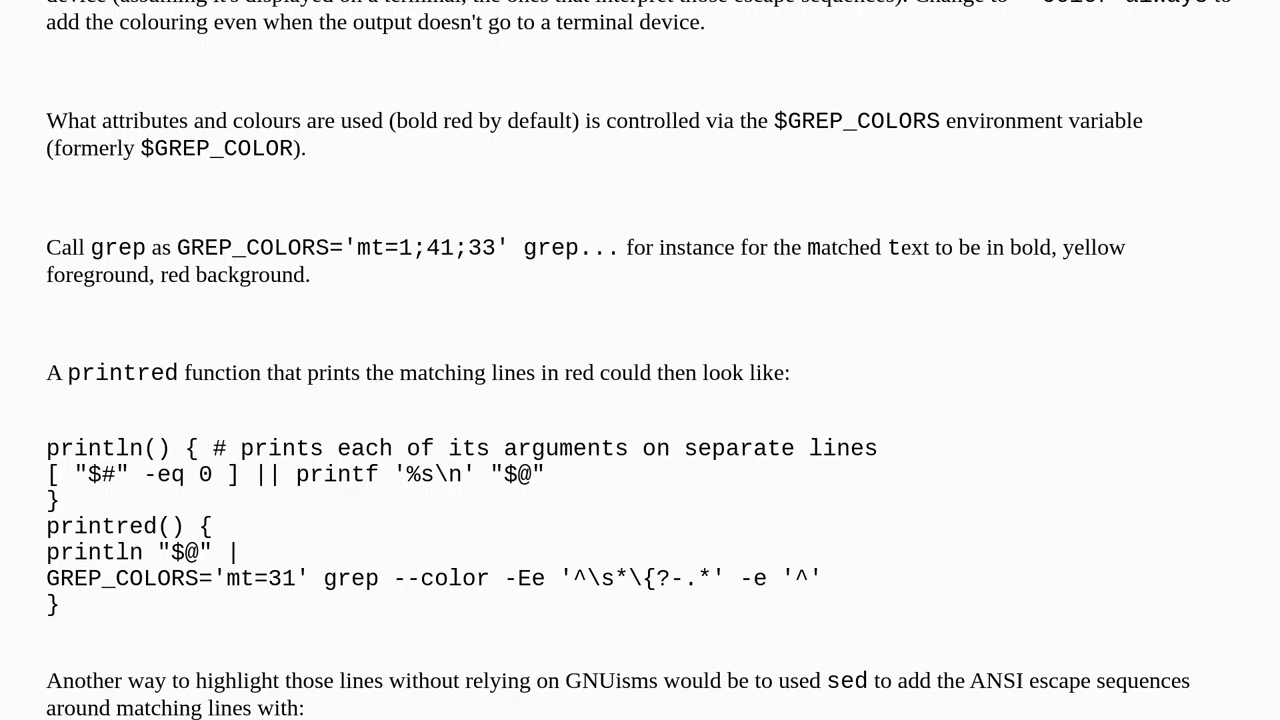 add the colouring even when the output doesn't go to a terminal device.
What attributes and colours are used (bold red by default) is controlled via the $GREP_COLORS environment variable
(formerly $GREP_COLOR).
Call grep as GREP_COLORS='mt=1;41;33' grep... for instance for the matched text to be in bold, yellow
foreground, red background.
A printred function that prints the matching lines in red could then look like:
println() { # prints each of its arguments on separate lines
[ "$#" -eq 0 ] || printf '%s\n' "$@"
}
printred() {
println "$@" |
GREP_COLORS='mt=31' grep --color -Ee '^\s*\{?-.*' -e '^'
}
Another way to highlight those lines without relying on GNUisms would be to used sed to add the ANSI escape sequences
around matching lines with: